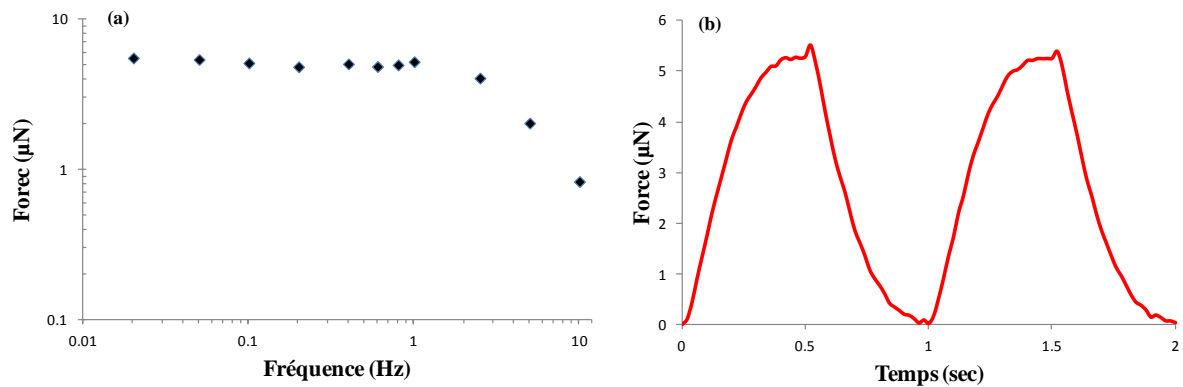 (a)
10
1
0.1
0.01 0.1 1 10
Forec (µN)
Fréquence (Hz)
(b)
6
5
4
3
2
1
0
0 0.5 1 1.5 2
Force (µN)
Temps (sec)